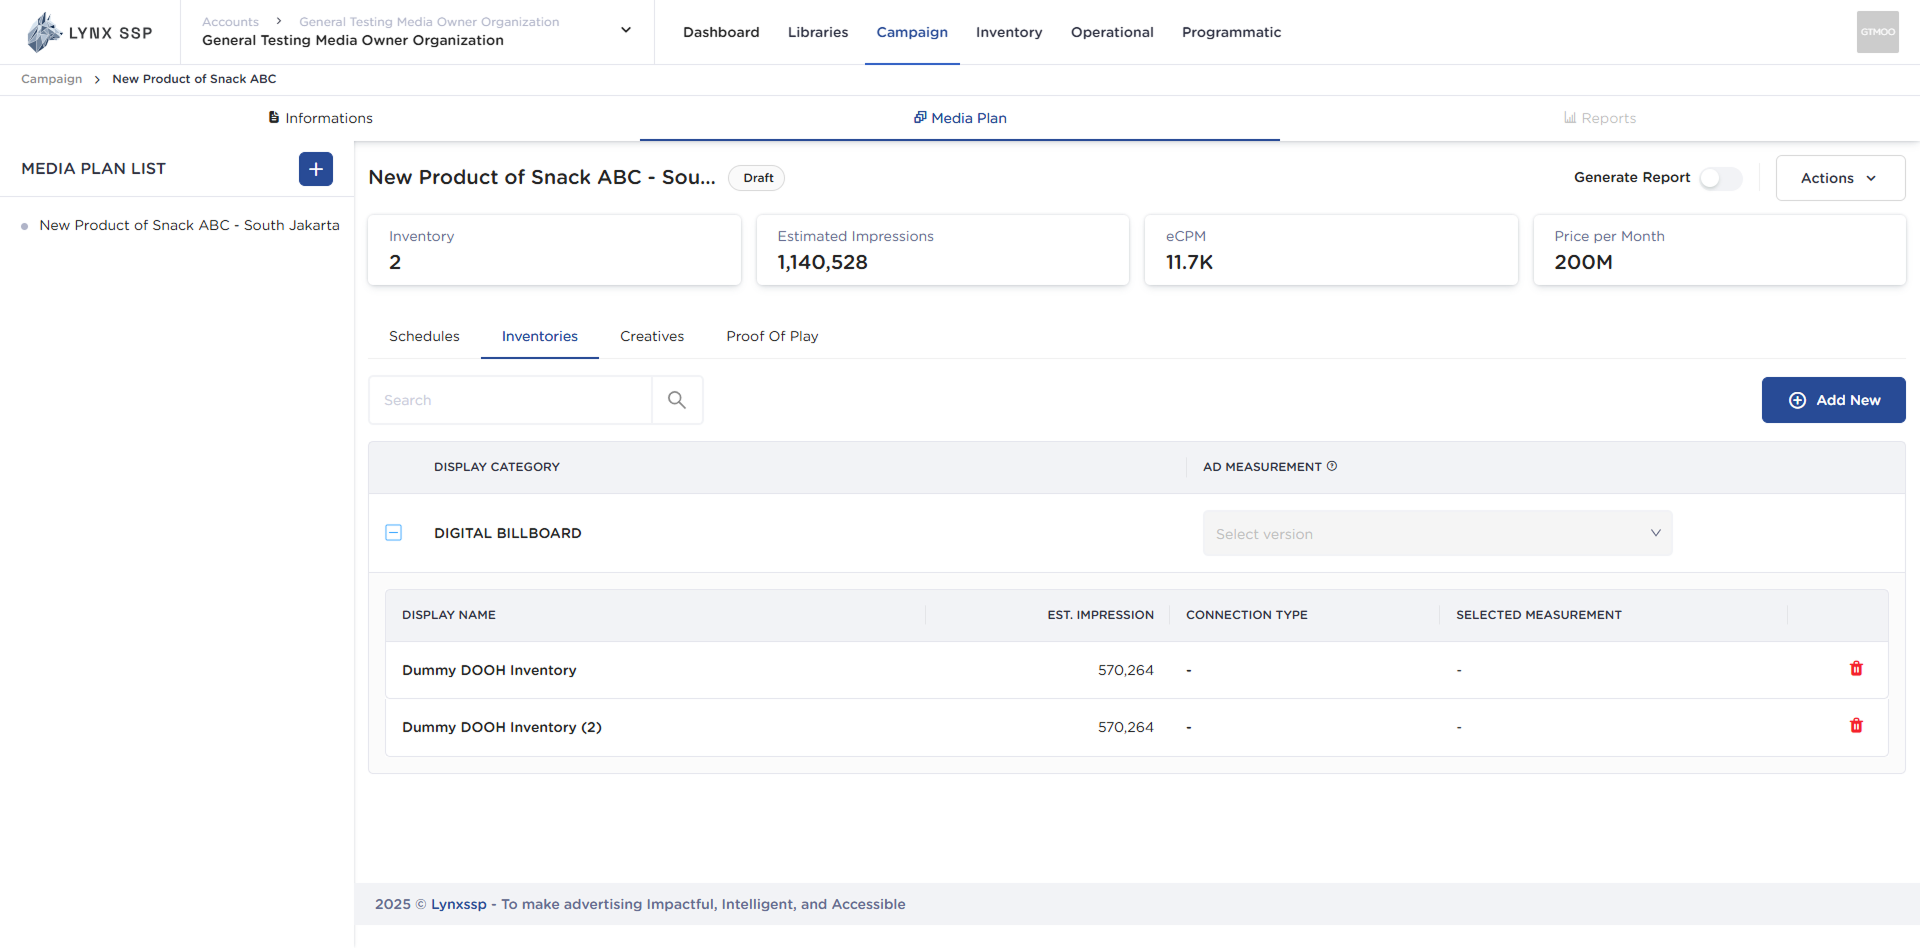 LYNX SSP
Accounts > General Testing Media Owner Organization
General Testing Media Owner Organization
Dashboard Libraries Campaign Inventory Operational Programmatic
GTMOO
Campaign > New Product of Snack ABC
Informations Media Plan Reports
MEDIA PLAN LIST
New Product of Snack ABC - South Jakarta
New Product of Snack ABC - Sou... Draft
Generate Report Actions
Inventory
2
Estimated Impressions
1,140,528
eCPM
11.7K
Price per Month
200M
Schedules Inventories Creatives Proof Of Play
Search
Add New
DISPLAY CATEGORY AD MEASUREMENT
DIGITAL BILLBOARD Select version
DISPLAY NAME EST. IMPRESSION CONNECTION TYPE SELECTED MEASUREMENT
Dummy DOOH Inventory 570,264 - -
Dummy DOOH Inventory (2) 570,264 - -
2025 © Lynxssp - To make advertising Impactful, Intelligent, and Accessible